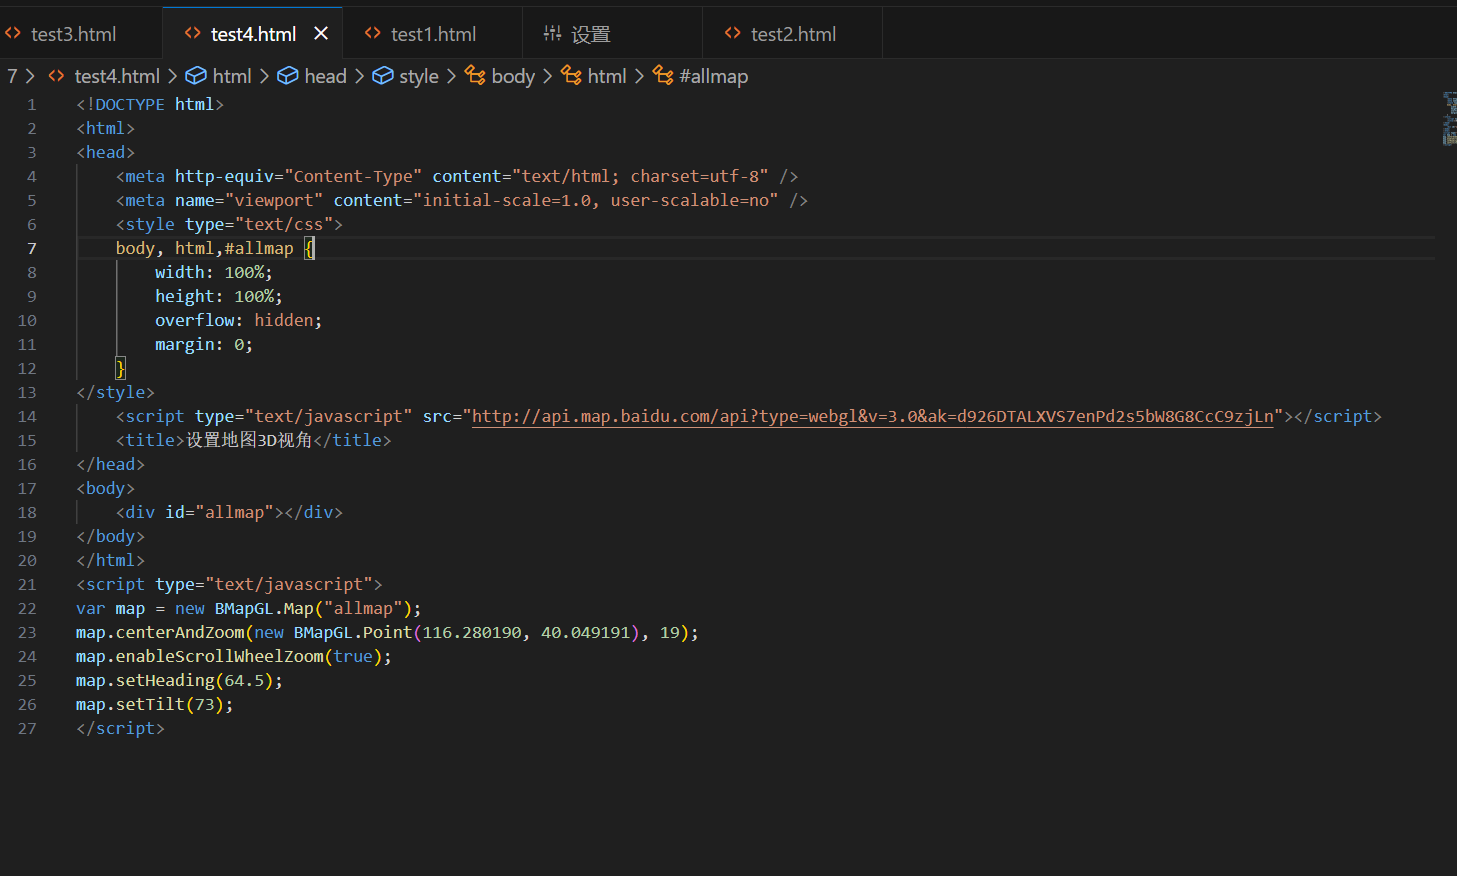 test3.html test4.html test1.html 设置 test2.html
7 > test4.html > html > head > style > body > html > #allmap
1 <!DOCTYPE html>
2 <html>
3 <head>
4     <meta http-equiv="Content-Type" content="text/html; charset=utf-8" />
5     <meta name="viewport" content="initial-scale=1.0, user-scalable=no" />
6     <style type="text/css">
7     body, html,#allmap {
8         width: 100%;
9         height: 100%;
10         overflow: hidden;
11         margin: 0;
12     }
13 </style>
14     <script type="text/javascript" src="http://api.map.baidu.com/api?type=webgl&v=3.0&ak=d926DTALXVS7enPd2s5bW8G8CcC9zjLn"></script>
15     <title>设置地图3D视角</title>
16 </head>
17 <body>
18     <div id="allmap"></div>
19 </body>
20 </html>
21 <script type="text/javascript">
22 var map = new BMapGL.Map("allmap");
23 map.centerAndZoom(new BMapGL.Point(116.280190, 40.049191), 19);
24 map.enableScrollWheelZoom(true);
25 map.setHeading(64.5);
26 map.setTilt(73);
27 </script>